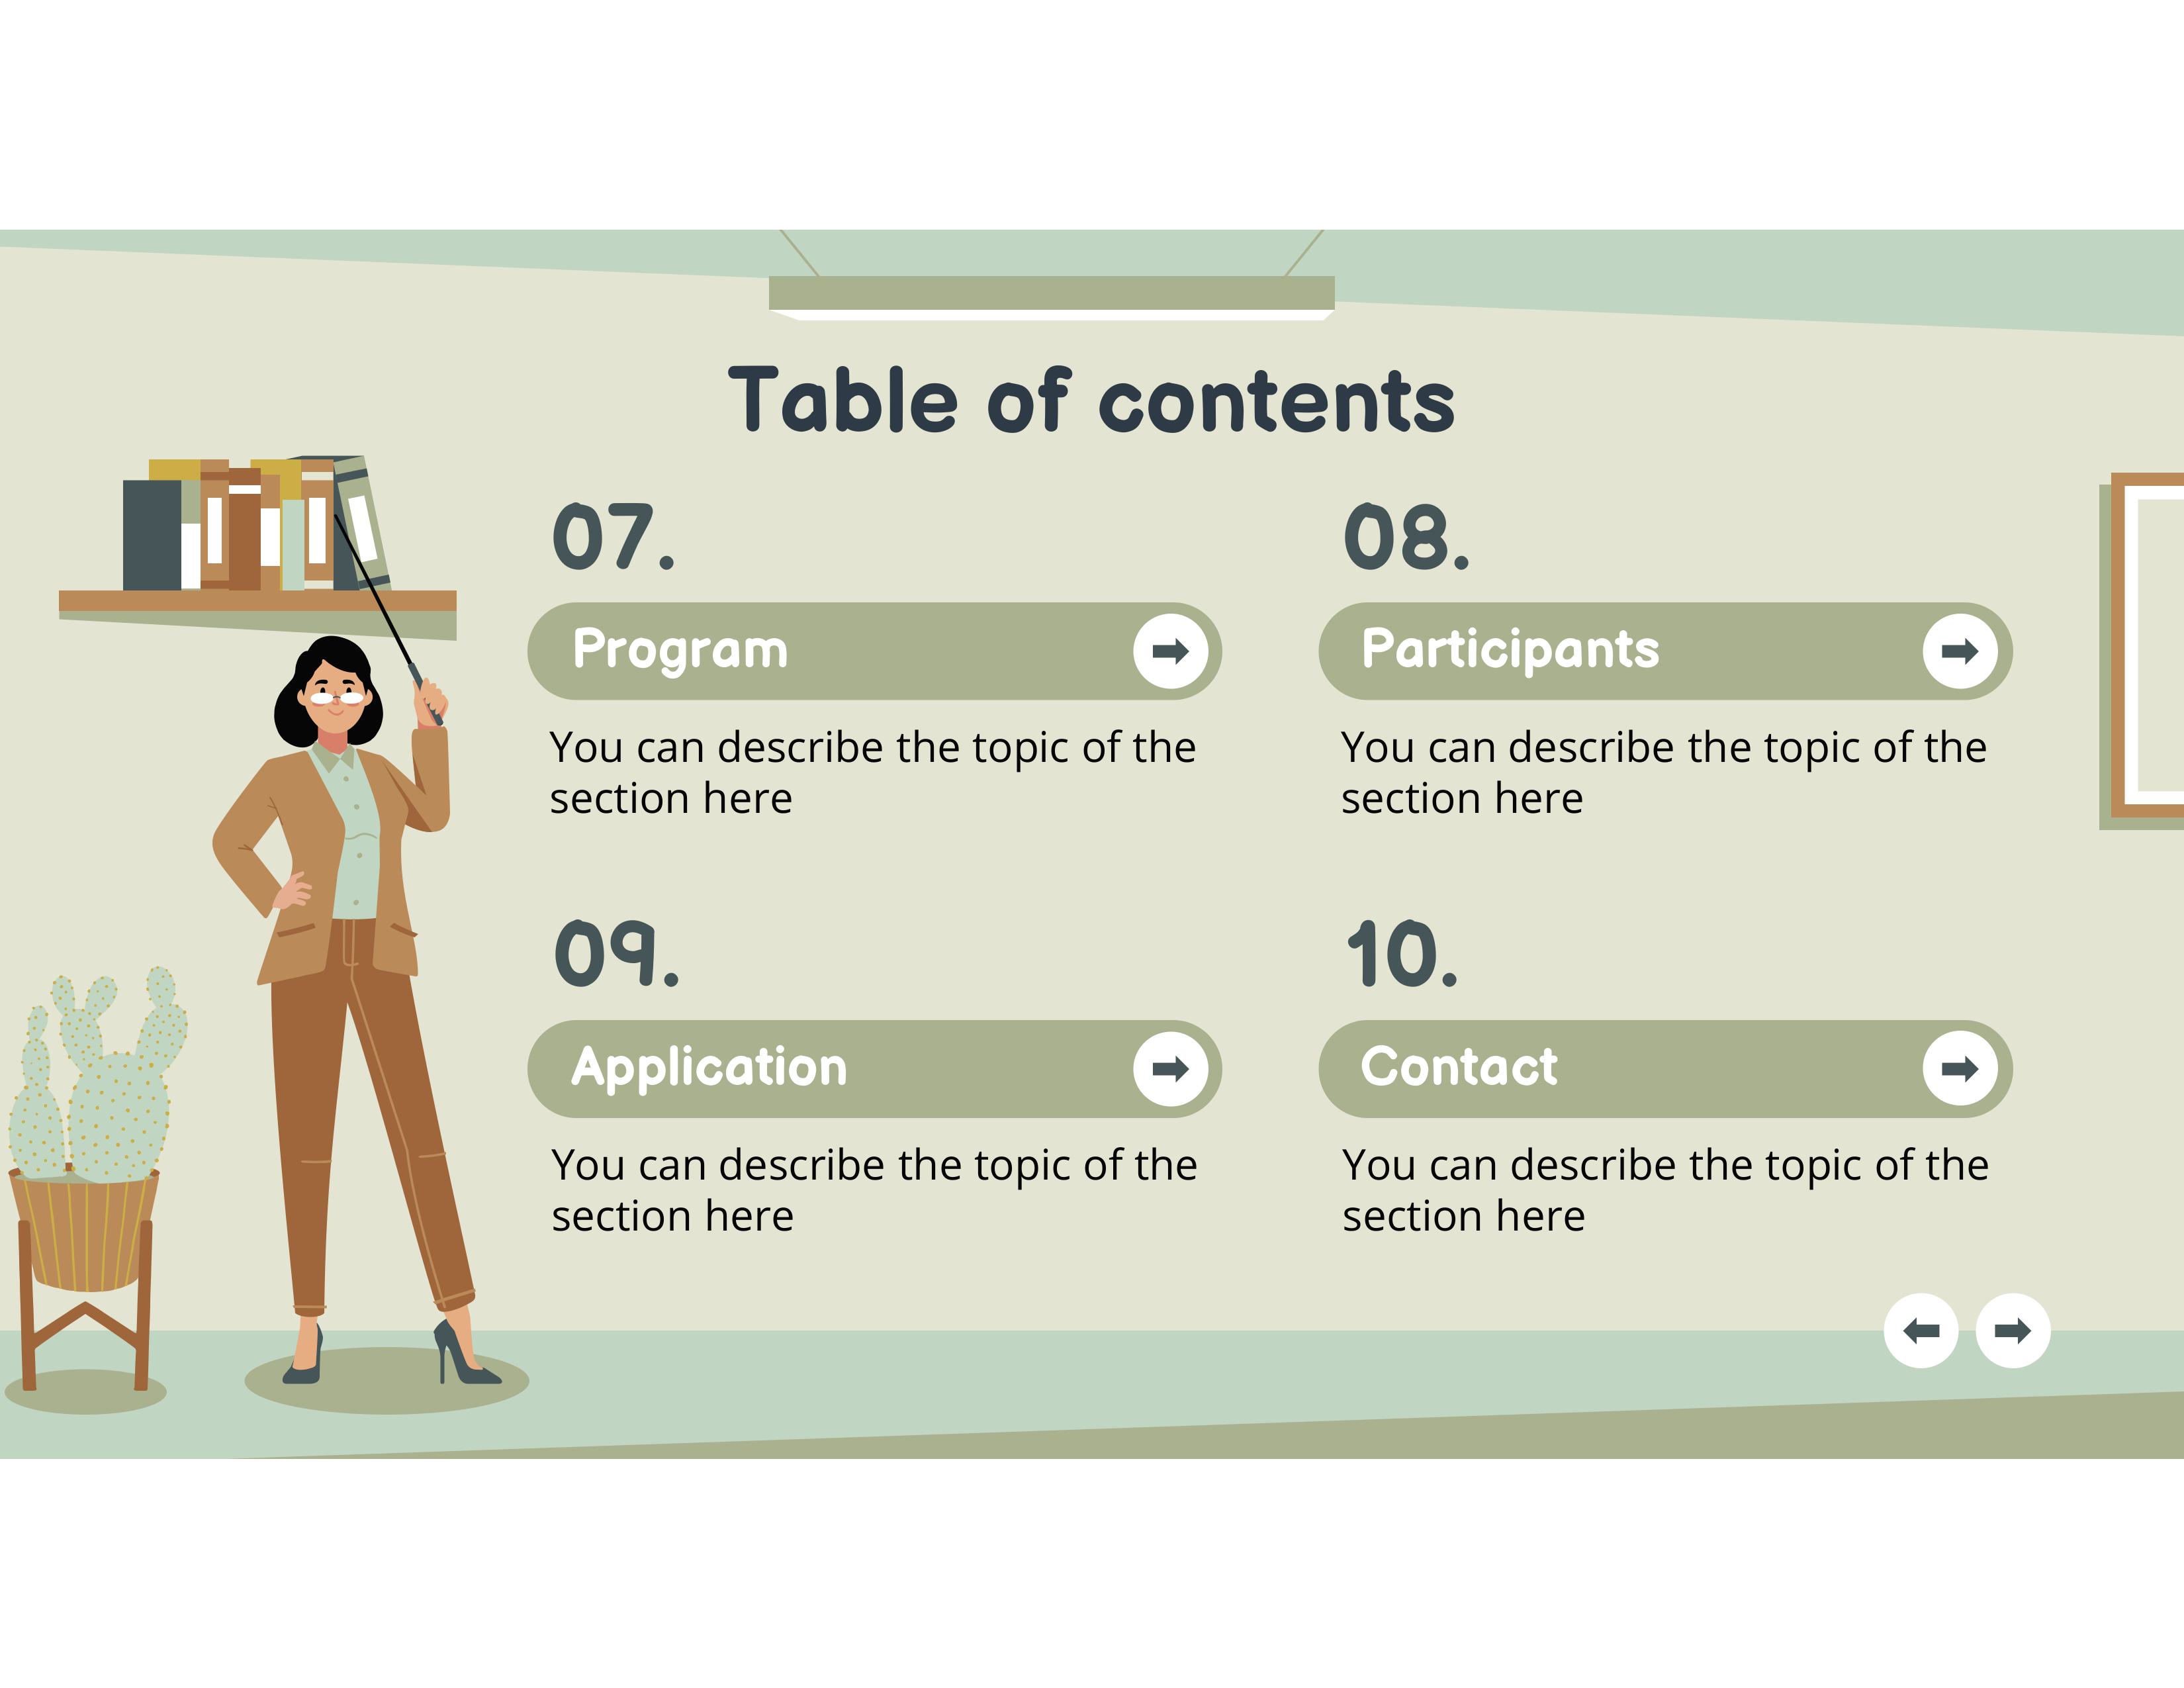 Table of contents
07.
Program
You can describe the topic of the
section here
08.
Participants
You can describe the topic of the
section here
09.
Application
You can describe the topic of the
section here
10.
Contact
You can describe the topic of the
section here